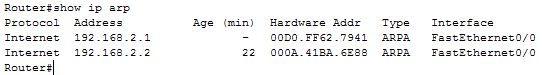 Router#show ip arp
Protocol  Address          Age (min)  Hardware Addr   Type   Interface
Internet  192.168.2.1             -   00D0.FF62.7941  ARPA   FastEthernet0/0
Internet  192.168.2.2             22  000A.41BA.6E88  ARPA   FastEthernet0/0
Router#